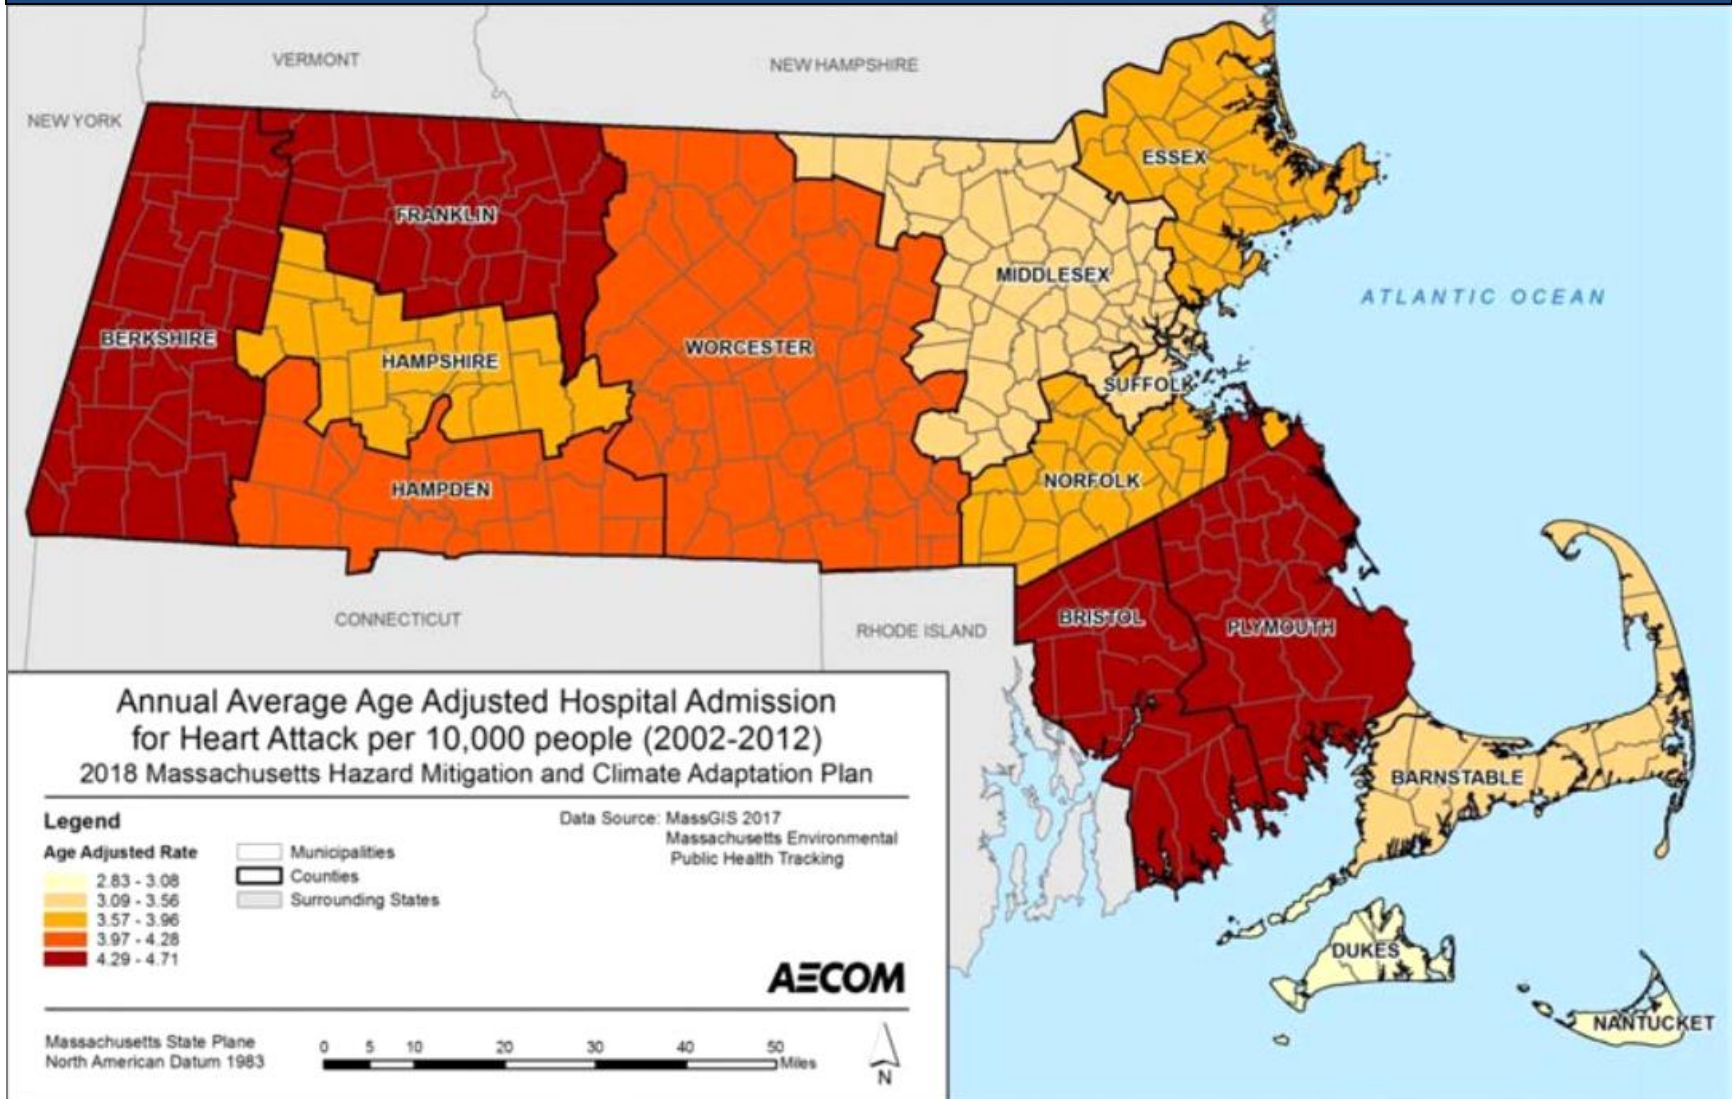 VERMONT
NEW HAMPSHIRE
NEW YORK
ESSEX
FRANKLIN
MIDDLESEX
ATLANTIC OCEAN
BERKSHIRE
HAMPSHIRE
WORCESTER
SUFFOLK
HAMPDEN
NORFOLK
CONNECTICUT
RHODE ISLAND
BRISTOL
PLYMOUTH
BARNSTABLE
DUKES
NANTUCKET
Annual Average Age Adjusted Hospital Admission
for Heart Attack per 10,000 people (2002-2012)
2018 Massachusetts Hazard Mitigation and Climate Adaptation Plan
Legend
Age Adjusted Rate
2.83 - 3.08
3.09 - 3.56
3.57 - 3.96
3.97 - 4.28
4.29 - 4.71
Municipalities
Counties
Surrounding States
Data Source: MassGIS 2017
Massachusetts Environmental
Public Health Tracking
AECOM
Massachusetts State Plane
North American Datum 1983
0 5 10 20 30 40 50
Miles
N